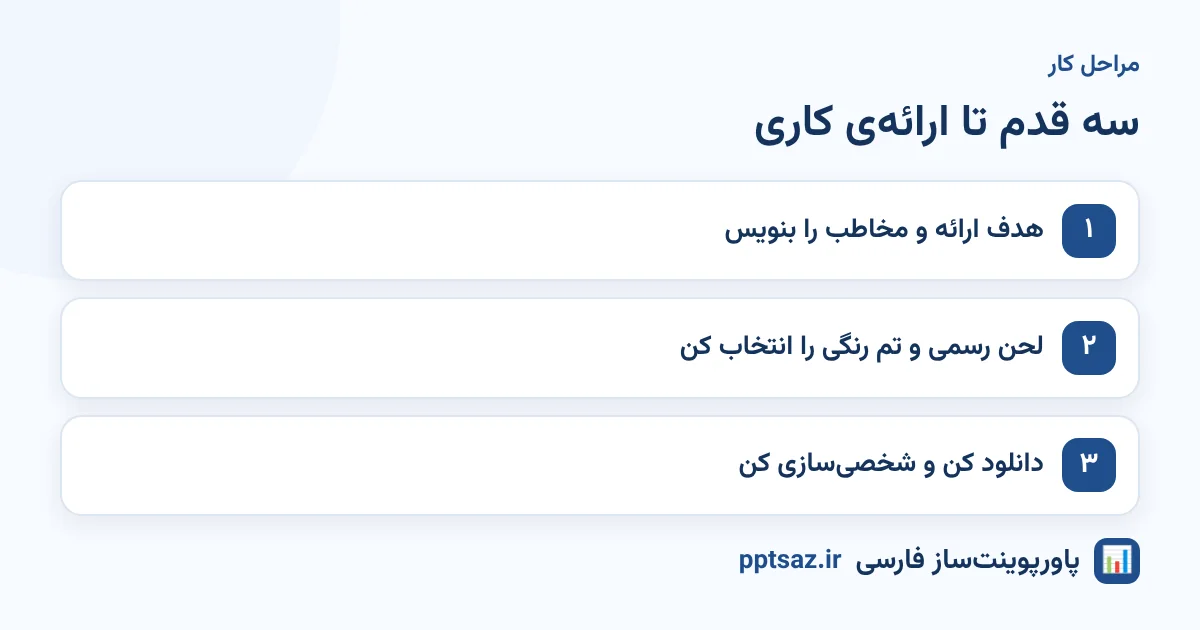 مراحل کار
سه قدم تا ارائه‌ی کاری
۱ هدف ارائه و مخاطب را بنویس
۲ لحن رسمی و تم رنگی را انتخاب کن
۳ دانلود کن و شخصی‌سازی کن
پاورپوینت‌ساز فارسی pptsaz.ir